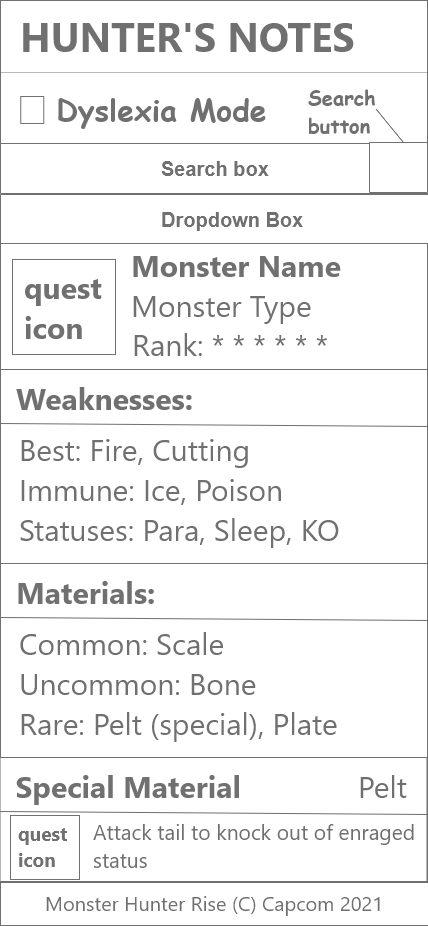 HUNTER'S NOTES
Dyslexia Mode
Search
button
Search box
Dropdown Box
quest
icon
Monster Name
Monster Type
Rank: * * * * * *
Weaknesses:
Best: Fire, Cutting
Immune: Ice, Poison
Statuses: Para, Sleep, KO
Materials:
Common: Scale
Uncommon: Bone
Rare: Pelt (special), Plate
Special Material Pelt
quest
icon
Attack tail to knock out of enraged
status
Monster Hunter Rise (C) Capcom 2021